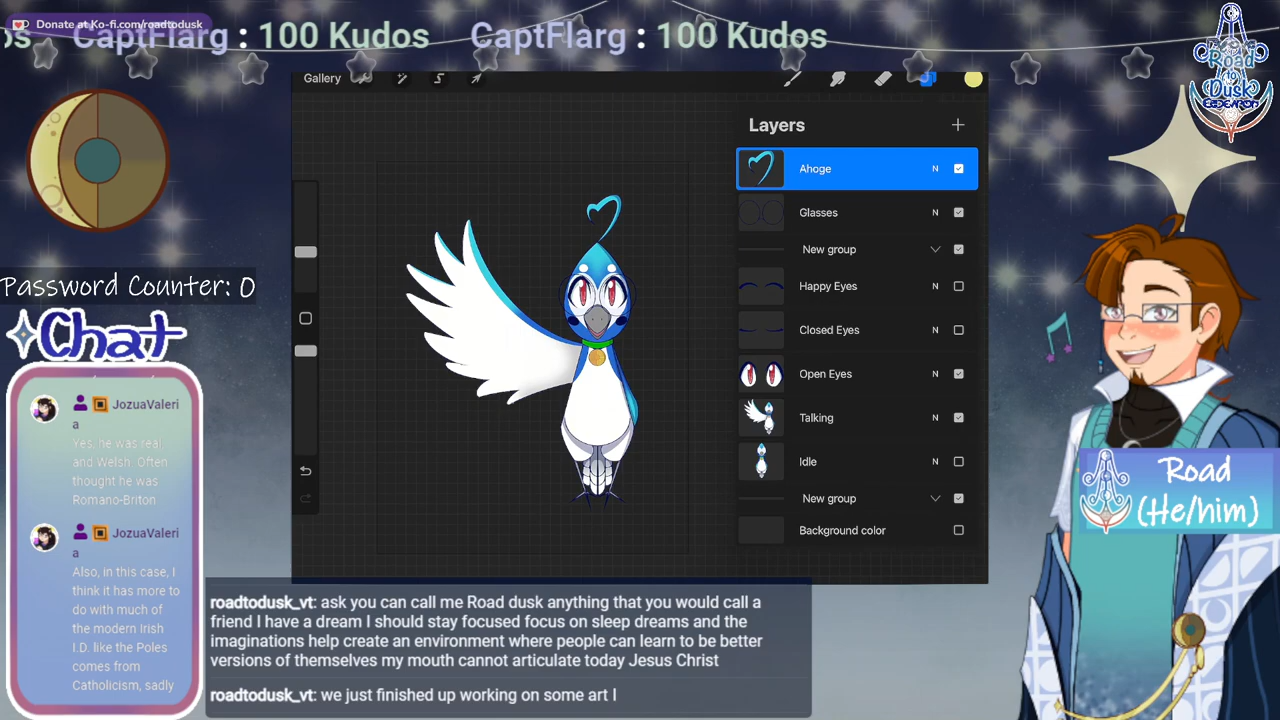 Donate at Ko-fi.com/roadtodusk
CaptFlarg : 100 Kudos CaptFlarg : 100 Kudos
Road
to
Dusk
Gallery
Layers
Ahoge N
Glasses N
New group
Happy Eyes N
Closed Eyes N
Open Eyes N
Talking N
Idle N
New group
Background color
Password Counter: 0
Chat
JozuaValeri
a
Yes, he was real
and Welsh. Often
thought he was
Romano-Briton
JozuaValeri
a
Also, in this case, I
think it has more to
do with much of
the modern Irish
I.D. like the Poles
comes from
Catholicism, sadly
roadtodusk_vt: ask you can call me Road dusk anything that you would call a
friend I have a dream I should stay focused focus on sleep dreams and the
imaginations help create an environment where people can learn to be better
versions of themselves my mouth cannot articulate today Jesus Christ
roadtodusk_vt: we just finished up working on some art I
Road
(He/him)